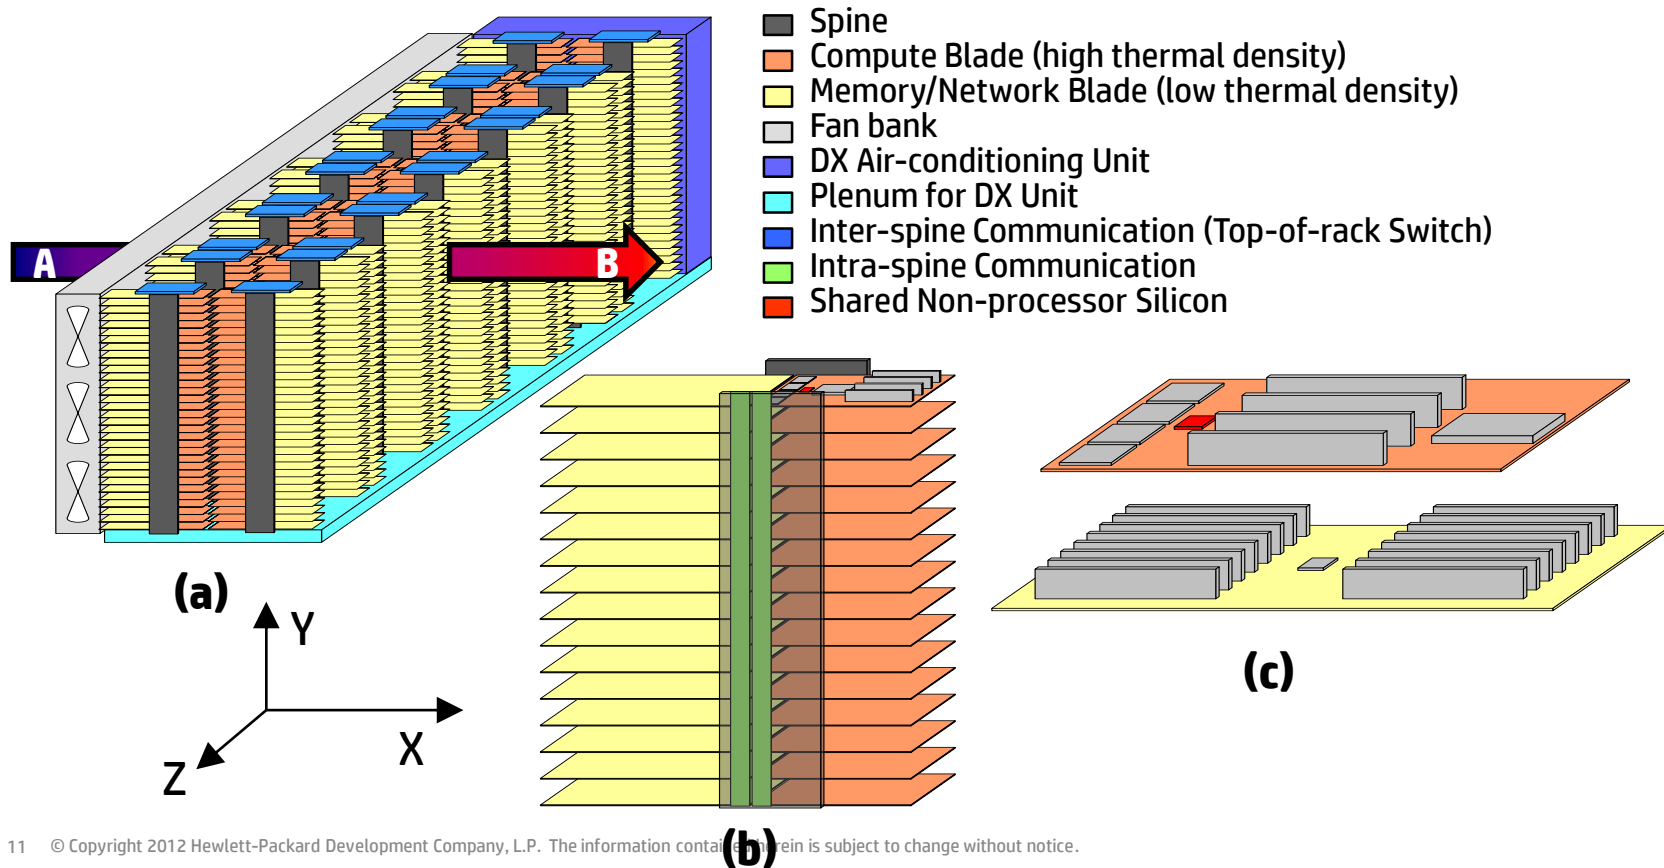 Spine
Compute Blade (high thermal density)
Memory/Network Blade (low thermal density)
Fan bank
DX Air-conditioning Unit
Plenum for DX Unit
Inter-spine Communication (Top-of-rack Switch)
Intra-spine Communication
Shared Non-processor Silicon
A
B
(a)
Y
X
Z
(c)
(b)
11 © Copyright 2012 Hewlett-Packard Development Company, L.P. The information contained herein is subject to change without notice.